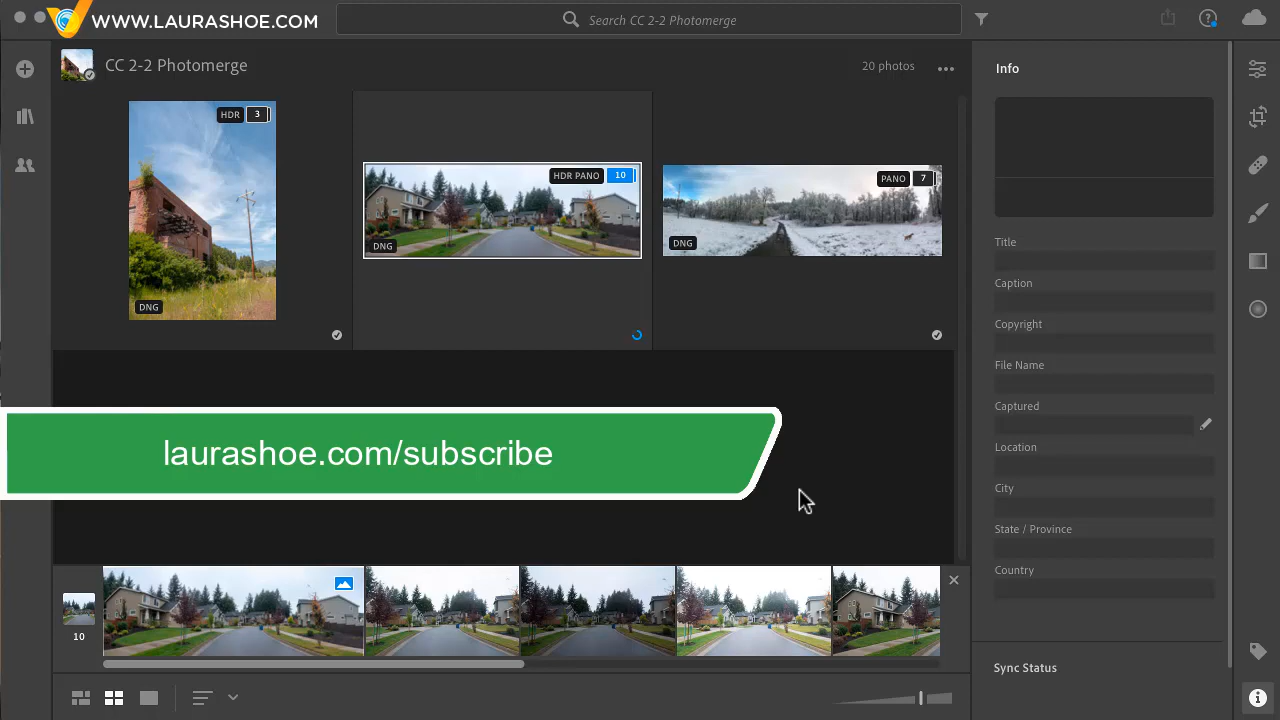 WWW.LAURASHOE.COM
Search CC 2-2 Photomerge
CC 2-2 Photomerge
20 photos
Info
HDR 3
DNG
HDR PANO 10
DNG
PANO 7
DNG
Title
Caption
Copyright
File Name
Captured
Location
City
State / Province
Country
laurashoe.com/subscribe
10
Sync Status